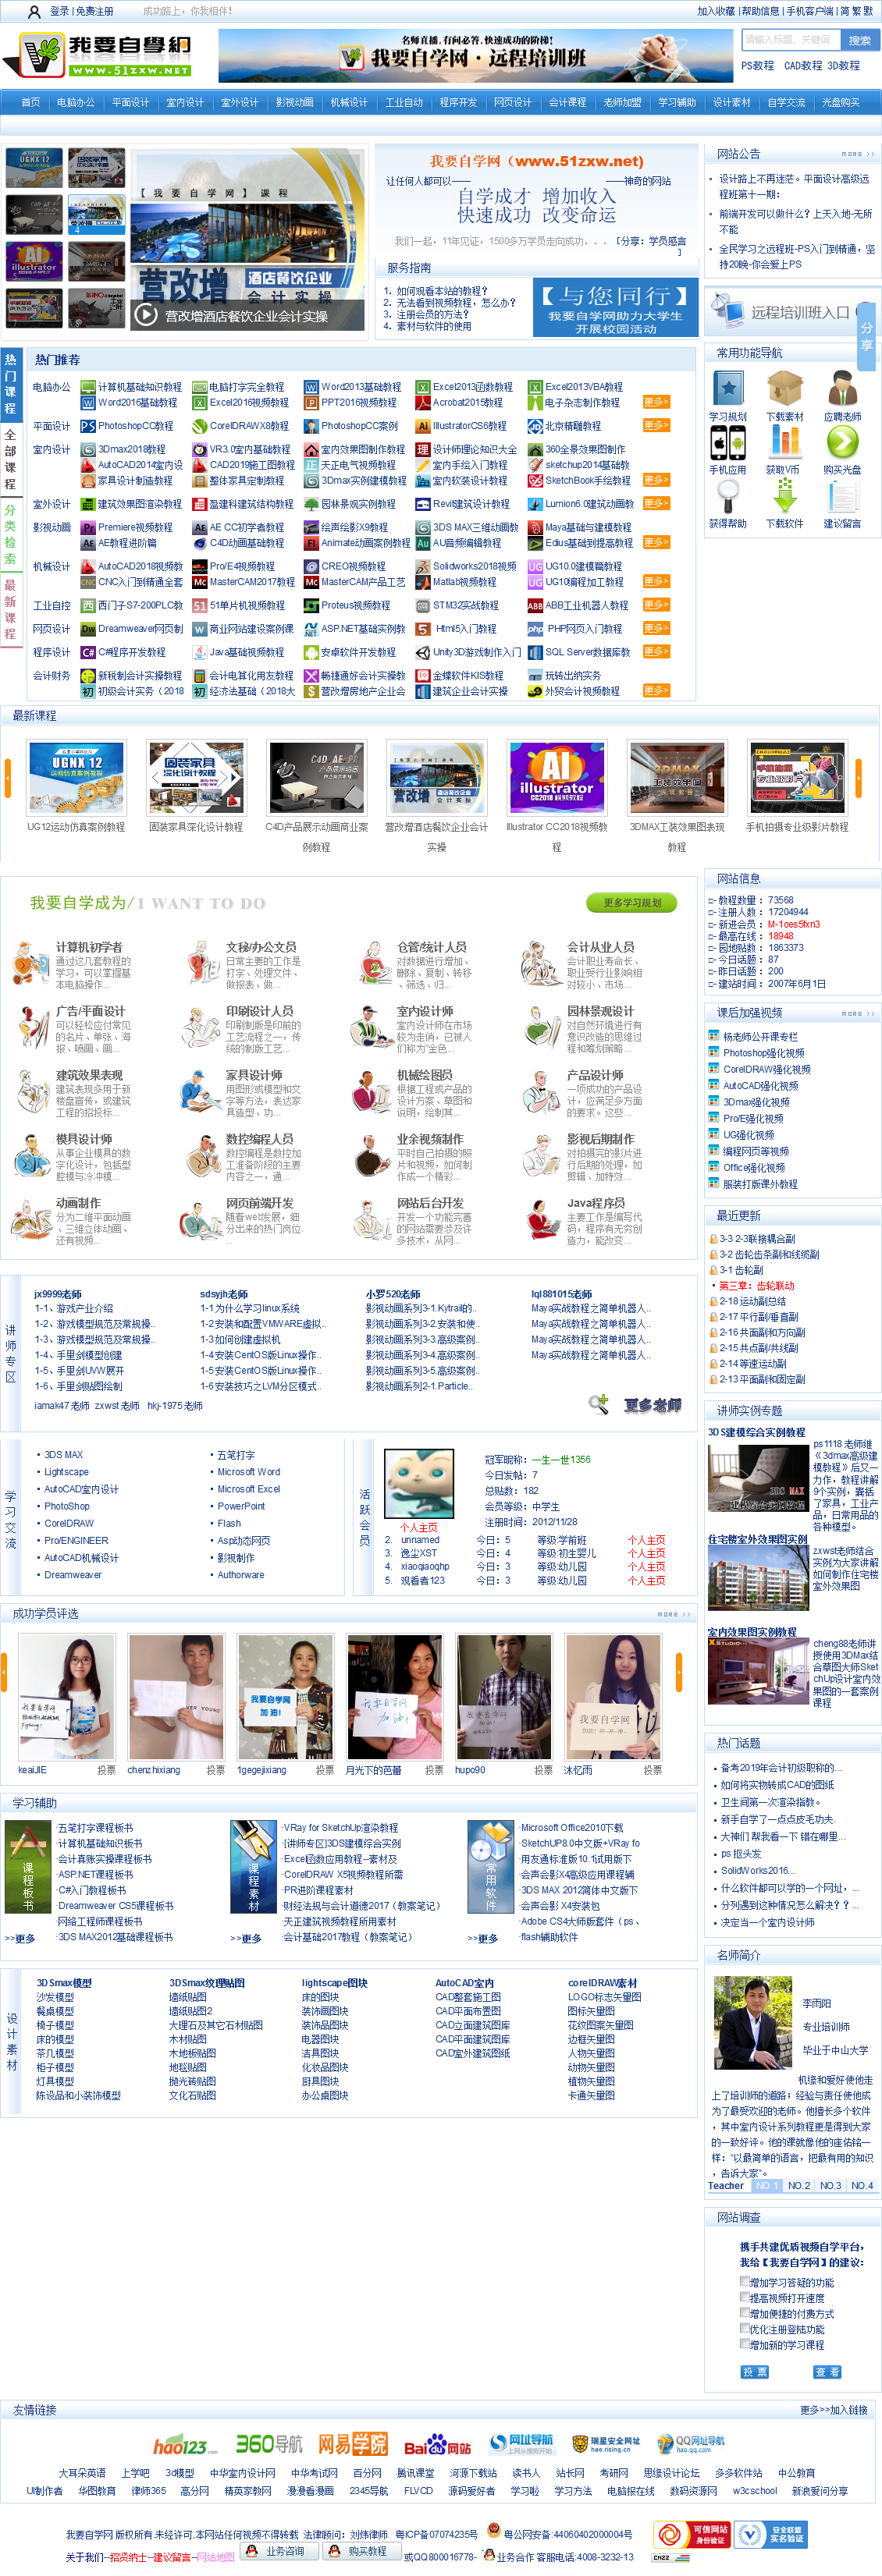 登录 | 免费注册
成功路上，你我相伴！
加入收藏 | 帮助信息 | 手机客户端 | 简 繁 默
我要自學網
WWW.51ZXW.NET
名师直播,有问必答,快速成功的阶梯!
我要自学网·远程培训班
请输入标题、关键词
搜索
PS教程 CAD教程 3D教程
首页 电脑办公 平面设计 室内设计 室外设计 影视动画 机械设计 工业自动 程序开发 网页设计 会计课程 老师加盟 学习辅助 设计素材 自学交流 光盘购买
【 我 要 自 学 网 】 课 程
营改增
酒店餐饮企业
会 计 实 操
营改增酒店餐饮企业会计实操
我要自学网(www.51zxw.net)
让任何人都可以——
——神奇的网站
自学成才 增加收入
快速成功 改变命运
我们一起，11年见证，1500多万学员走向成功．．．[分享：学员感言]
服务指南
1. 如何观看本站的教程？
2. 无法看到视频教程，怎么办？
3. 注册会员的方法？
4. 素材与软件的使用
【与您同行】
我要自学网助力大学生
开展校园活动
网站公告
MORE >>
设计路上不再迷茫。平面设计高级远程班第十一期：
前端开发可以做什么？上天入地-无所不能
全民学习之远程班-PS入门到精通，坚持20晚-你会爱上PS
远程培训班入口
分享
常用功能导航
学习规划 下载素材 应聘老师
手机应用 获取V币 购买光盘
获得帮助 下载软件 建议留言
热门课程
全部课程
分类检索
最新课程
热门推荐
电脑办公 计算机基础知识教程 电脑打字完全教程 Word2013基础教程 Excel2013函数教程 Excel2013VBA教程
Word2016基础教程 Excel2016视频教程 PPT2016视频教程 Acrobat2015教程 电子杂志制作教程 更多>
平面设计 PhotoshopCC教程 CorelDRAWX8教程 PhotoshopCC案例 IllustratorCS6教程 北京精雕教程 更多>
室内设计 3Dmax2018教程 VR3.0室内基础教程 室内效果图制作教程 设计师理论知识大全 360全景效果图制作
AutoCAD2014室内设 CAD2019施工图教程 天正电气视频教程 室内手绘入门教程 sketchup2014基础教
家具设计制造教程 整体家具定制教程 3Dmax实例建模教程 室内软装设计教程 SketchBook手绘教程 更多>
室外设计 建筑效果图渲染教程 盈建科建筑结构教程 园林景观实例教程 Revit建筑设计教程 Lumion6.0建筑动画教 更多>
影视动画 Premiere视频教程 AE CC初学者教程 绘声绘影X9教程 3DS MAX三维动画教 Maya基础与建模教程
AE教程进阶篇 C4D动画基础教程 Animate动画案例教程 AU音频编辑教程 Edius基础到提高教程 更多>
机械设计 AutoCAD2018视频教 Pro/E4视频教程 CREO视频教程 Solidworks2018视频 UG10.0建模篇教程
CNC入门到精通全套 MasterCAM2017教程 MasterCAM产品工艺 Matlab视频教程 UG10编程加工教程 更多>
工业自控 西门子S7-200PLC教 51单片机视频教程 Proteus视频教程 STM32实战教程 ABB工业机器人教程 更多>
网页设计 Dreamweaver网页制 商业网站建设案例课 ASP.NET基础实例教 Html5入门教程 PHP网页入门教程 更多>
程序设计 C#程序开发教程 Java基础视频教程 安卓软件开发教程 Unity3D游戏制作入门 SQL Server数据库教 更多>
会计财务 新税制会计实操教程 会计电算化用友教程 畅捷通好会计实操教 金蝶软件KIS教程 玩转出纳实务
初级会计实务（2018 经济法基础（2018大 营改增房地产企业会 建筑企业会计实操 外贸会计视频教程 更多>
最新课程
UG12运动仿真案例教程 固装家具深化设计教程 C4D产品展示动画商业案例教程 营改增酒店餐饮企业会计实操 Illustrator CC2018视频教程 3DMAX工装效果图表现教程 手机拍摄专业级影片教程
我要自学成为/ I WANT TO DO
更多学习规划
计算机初学者
通过这几套教程的学习，可以掌握基本电脑操作...
文秘/办公文员
日常主要的工作是打字、处理文件、做报表、做...
仓管/统计人员
对数据进行增加、删除、复制、转移、筛选、归...
会计从业人员
会计职业寿命长、职业受行业影响相对较小、市场...
广告/平面设计
可以轻松应付常见的名片、单张、海报、喷画、画...
印刷设计人员
印刷制版是印前的工艺流程之一，传统的制版工艺...
室内设计师
室内设计师在市场较为走俏，已被人们称为“金色...
园林景观设计
对自然环境进行有意识改造的思维过程和筹划策略...
建筑效果表现
建筑表现多用于新楼盘宣传，或建筑工程的招投标...
家具设计师
用图形或模型和文字等方法，表达家具造型、功...
机械绘图员
根据工程或产品的设计方案、草图和说明，绘制其...
产品设计师
一项成功的产品设计，应满足多方面的要求。这些...
模具设计师
从事企业模具的数字化设计，包括型腔模与冷冲模...
数控编程人员
数控编程是数控加工准备阶段的主要内容之一，通...
业余视频制作
平时自己拍摄的照片和视频，如何制作成一个精彩...
影视后期制作
对拍摄完的影片进行后期的处理，如剪辑、加特效...
动画制作
分为二维平面动画、三维立体动画、还有视频...
网页前端开发
随着web发展，细分出来的热门岗位...
网站后台开发
开发一个功能完善的网站需要涉及许多技术，从网...
Java程序员
主要工作是编写代码，程序有无穷创造力，能改变...
网站信息
教程数量：73568
注册人数：17204944
新进会员：M-1oes5fxn3
最高在线：18948
园地贴数：1863373
今日话题：87
昨日话题：200
建站时间：2007年6月1日
课后加强视频
MORE >>
杨老师公开课专栏
Photoshop强化视频
CorelDRAW强化视频
AutoCAD强化视频
3Dmax强化视频
Pro/E强化视频
UG强化视频
编程网页等视频
Office强化视频
服装打版课外教程
最近更新
3-3 2-3联接耦合副
3-2 齿轮齿条副和线缆副
3-1 齿轮副
第三章：齿轮联动
2-18 运动副总结
2-17 平行副/垂直副
2-16 共面副和方向副
2-15 共点副/共线副
2-14 等速运动副
2-13 平面副和固定副
讲师专区
jx9999老师 sdsyjh老师 小罗520老师 lql881015老师
1-1、游戏产业介绍 1-1 为什么学习linux系统 影视动画系列3-1.Kytrail的.. Maya实战教程之简单机器人..
1-2、游戏模型规范及常规操.. 1-2 安装和配置VMWARE虚拟.. 影视动画系列3-2.安装和使.. Maya实战教程之简单机器人..
1-3、游戏模型规范及常规操.. 1-3 如何创建虚拟机 影视动画系列3-3.高级案例.. Maya实战教程之简单机器人..
1-4、手里剑模型创建 1-4 安装CentOS版Linux操作.. 影视动画系列3-4.高级案例.. Maya实战教程之简单机器人..
1-5、手里剑UVW展开 1-5 安装CentOS版Linux操作.. 影视动画系列3-5.高级案例..
1-6、手里剑贴图绘制 1-6 安装技巧之LVM分区模式.. 影视动画系列2-1.Particle..
iamak47 老师 zxwst 老师 hkj-1975 老师
更多老师
学习交流
3DS MAX 五笔打字
Lightscape Microsoft Word
AutoCAD室内设计 Microsoft Excel
PhotoShop PowerPoint
CorelDRAW Flash
Pro/ENGINEER Asp动态网页
AutoCAD机械设计 影视制作
Dreamweaver Authorware
活跃会员
冠军昵称：一生一世1356
今日发帖：7
总贴数：182
会员等级：中学生
注册时间：2012/11/28
个人主页
2. unnamed 今日：5 等级:学前班 个人主页
3. 逸尘XST 今日：4 等级:初生婴儿 个人主页
4. xiaoqiaoqhp 今日：3 等级:幼儿园 个人主页
5. 观看者123 今日：3 等级:幼儿园 个人主页
讲师实例专题
3DS建模综合实例教程
ps1118 老师继《3dmax高级建模教程》后又一力作，教程讲解9个实例，囊括了家具，工业产品，日常用品的各种模型。
住宅楼室外效果图实例
zxwst老师结合实例为大家讲解如何制作住宅楼室外效果图
室内效果图实例教程
cheng88老师讲授使用3DMax结合草图大师SketchUp设计室内效果图的一套案例课程
成功学员评选
MORE >>
keaiJIE 投票 chenzhixiang 投票 1gegejixiang 投票 月光下的芭蕾 投票 hupo90 投票 沐忆雨 投票
热门话题
备考2019年会计初级职称的...
如何将实物转成CAD的图纸
卫生间第一次渲染指教。
新手自学了一点点皮毛功夫.
大神们 帮我看一下 错在哪里...
ps 抠头发
SolidWorks2016...
什么软件都可以学的一个网址，...
分列遇到这种情况怎么解决？？...
决定当一个室内设计师
学习辅助
课程板书
·五笔打字课程板书
·计算机基础知识板书
·会计真账实操课程板书
·ASP.NET课程板书
·C#入门教程板书
·Dreamweaver CS5课程板书
·网络工程师课程板书
·3DS MAX2012基础课程板书
>>更多
课程素材
·VRay for SketchUp渲染教程
·[讲师专区]3DS建模综合实例
·Excel函数应用教程--素材及
·CorelDRAW X5视频教程所需
·PR进阶课程素材
·财经法规与会计道德2017（教案笔记）
·天正建筑视频教程所用素材
·会计基础2017教程（教案笔记）
>>更多
常用软件
·Microsoft Office2010下载
·SketchUP8.0中文版+VRay fo
·用友通标准版10.1试用版下
·会声会影X4高级应用课程辅
·3DS MAX 2012简体中文版下
·会声会影 X4安装包
·Adobe CS4大师版套件（ps、
·flash辅助软件
>>更多
设计素材
3DSmax模型 3DSmax纹理贴图 lightscape图块 AutoCAD室内 corelDRAW素材
沙发模型 墙纸贴图 床的图块 CAD整套施工图 LOGO标志矢量图
餐桌模型 墙纸贴图2 装饰画图块 CAD平面布置图 图标矢量图
椅子模型 大理石及其它石材贴图 装饰品图块 CAD立面建筑图库 花纹图案矢量图
床的模型 木材贴图 电器图块 CAD平面建筑图库 边框矢量图
茶几模型 木地板贴图 洁具图块 CAD室外建筑图纸 人物矢量图
柜子模型 地毯贴图 化妆品图块 动物矢量图
灯具模型 抛光砖贴图 厨具图块 植物矢量图
陈设品和小装饰模型 文化石贴图 办公桌图块 卡通矢量图
名师简介
李雨阳
专业培训师
毕业于中山大学
机缘和爱好使他走上了培训师的道路；经验与责任使他成为了最受欢迎的老师。他擅长多个软件，其中室内设计系列教程更是得到大家的一致好评。他的课就像他的座佑铭一样：“以最简单的语言，把最有用的知识，告诉大家”。
Teacher NO.1 NO.2 NO.3 NO.4
网站调查
携手共建优质视频自学平台，
我给【我要自学网】的建议：
增加学习答疑的功能
提高视频打开速度
增加便捷的付费方式
优化注册登陆功能
增加新的学习课程
投 票 查 看
友情链接
更多>>加入链接
hao123.com 360导航 网易学院 Bai du 网站 网址导航 瑞星安全网址 hao.rising.cn QQ网址导航
大耳朵英语 上学吧 3d模型 中华室内设计网 中华考试网 百分网 腾讯课堂 河源下载站 读书人 站长网 考研网 思缘设计论坛 多多软件站 中公教育
UI制作者 华图教育 律师365 高分网 精英家教网 漫漫看漫画 2345导航 FLVCD 源码爱好者 学习啦 学习方法 电脑报在线 数码资源网 w3cschool 新浪爱问分享
我要自学网 版权所有 未经许可,本网站任何视频不得转载 法律顾问：刘炜律师 粤ICP备07074235号 粤公网安备:44060402000004号
可信网站 身份验证
安全联盟 实名验证
关于我们--招贤纳士--建议留言--网站地图 业务咨询 购买教程 或QQ800016778- 业务合作 客服电话:4008-3232-13
CNZZ